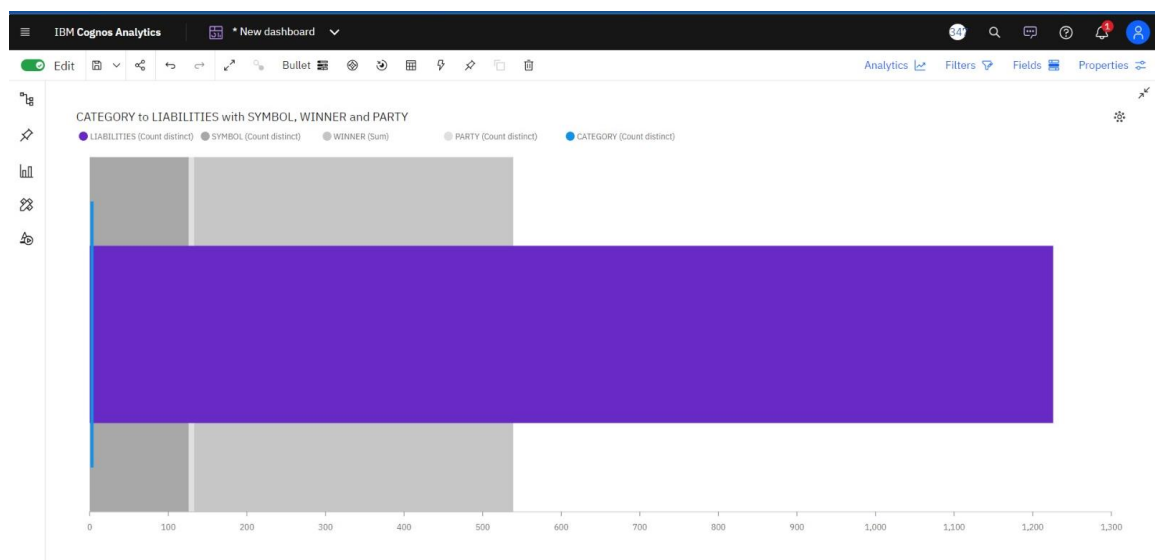 IBM Cognos Analytics * New dashboard 347 1
Edit Bullet Analytics Filters Fields Properties
CATEGORY to LIABILITIES with SYMBOL, WINNER and PARTY
LIABILITIES (Count distinct) SYMBOL (Count distinct) WINNER (Sum) PARTY (Count distinct) CATEGORY (Count distinct)
0 100 200 300 400 500 600 700 800 900 1,000 1,100 1,200 1,300